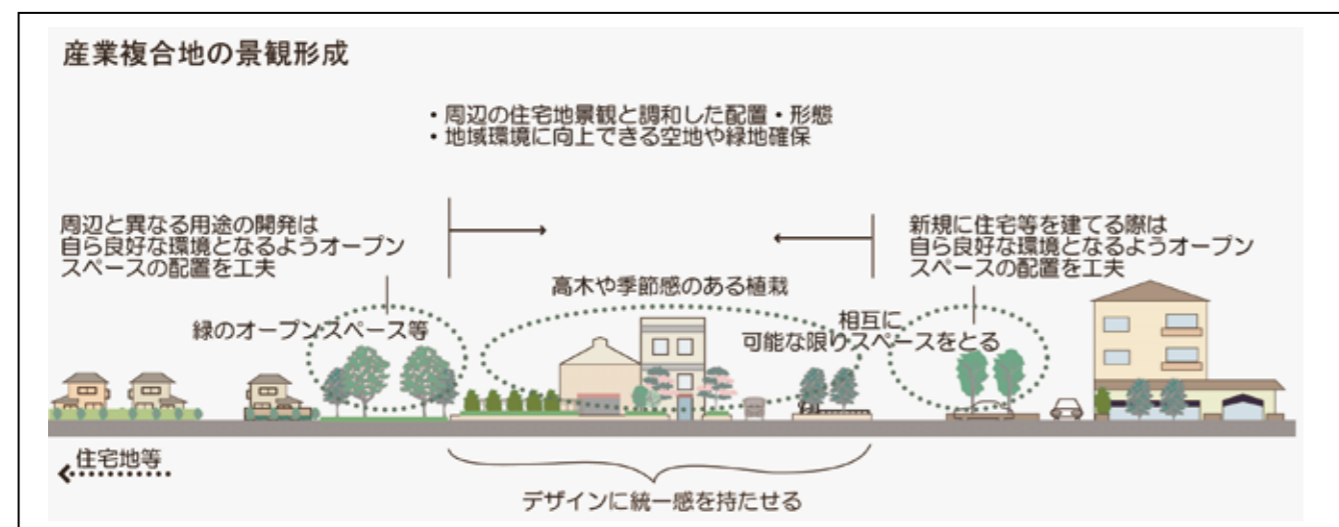 産業複合地の景観形成
・周辺の住宅地景観と調和した配置・形態
・地域環境に向上できる空地や緑地確保
周辺と異なる用途の開発は
自ら良好な環境となるようオープン
スペースの配置を工夫
新規に住宅等を建てる際は
自ら良好な環境となるようオープン
スペースの配置を工夫
高木や季節感のある植栽
緑のオープンスペース等
相互に
可能な限りスペースをとる
住宅地等
デザインに統一感を持たせる